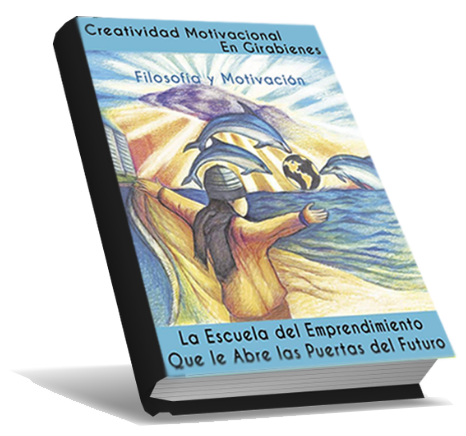 Creatividad Motivacional
En Girabienes
Filosofía y Motivación
La Escuela del Emprendimiento
Que le Abre las Puertas del Futuro